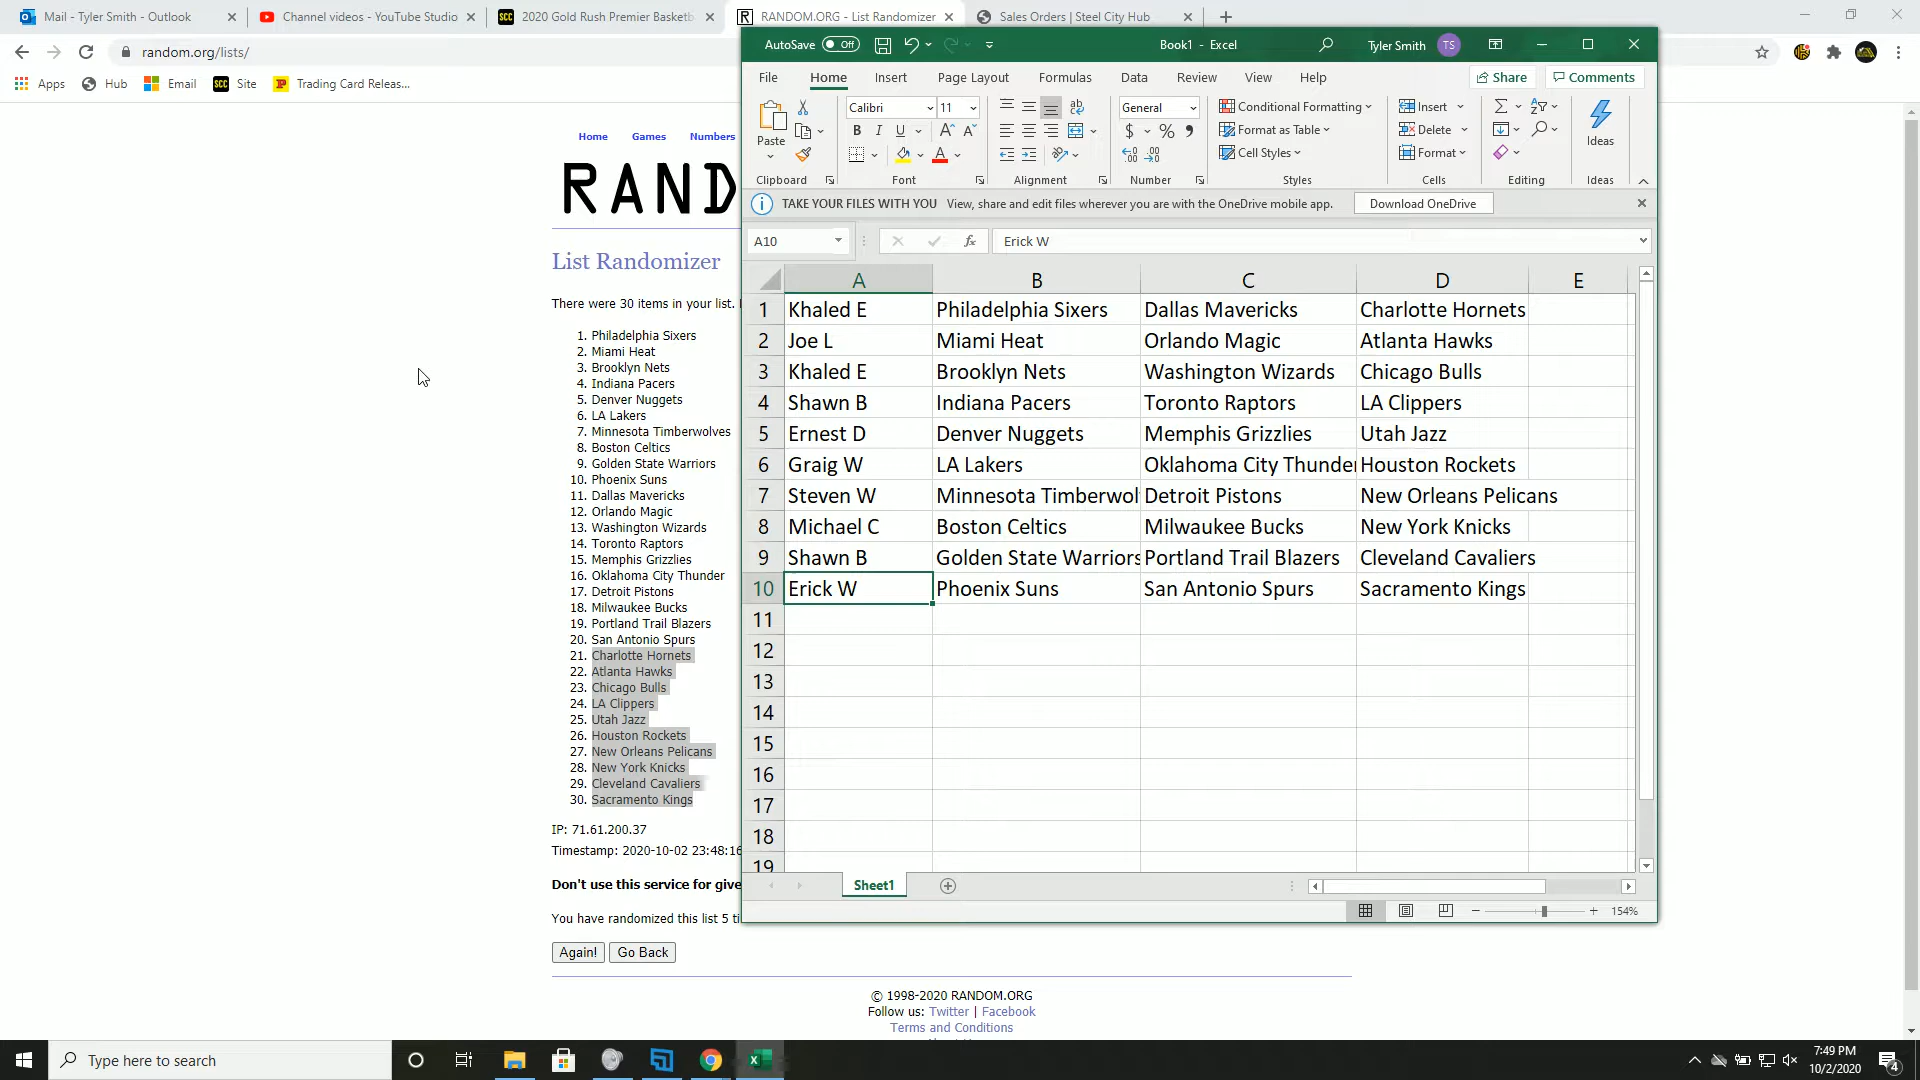 Mail - Tyler Smith - Outlook
Channel videos - YouTube Studio
SCC 2020 Gold Rush Premier Basketb
R RANDOM.ORG - List Randomizer
Sales Orders | Steel City Hub
random.org/lists/
Apps Hub Email SCC Site Trading Card Releas...
AutoSave Off
Book1 - Excel
Tyler Smith TS
File Home Insert Page Layout Formulas Data Review View Help Share Comments
Calibri 11 General
Conditional Formatting
Format as Table
Cell Styles
Insert
Delete
Format
Paste
Ideas
Clipboard Font Alignment Number Styles Cells Editing Ideas
TAKE YOUR FILES WITH YOU View, share and edit files wherever you are with the OneDrive mobile app. Download OneDrive
A10 fx Erick W
A B C D E
1 Khaled E Philadelphia Sixers Dallas Mavericks Charlotte Hornets
2 Joe L Miami Heat Orlando Magic Atlanta Hawks
3 Khaled E Brooklyn Nets Washington Wizards Chicago Bulls
4 Shawn B Indiana Pacers Toronto Raptors LA Clippers
5 Ernest D Denver Nuggets Memphis Grizzlies Utah Jazz
6 Graig W LA Lakers Oklahoma City Thunder Houston Rockets
7 Steven W Minnesota Timberwol Detroit Pistons New Orleans Pelicans
8 Michael C Boston Celtics Milwaukee Bucks New York Knicks
9 Shawn B Golden State Warriors Portland Trail Blazers Cleveland Cavaliers
10 Erick W Phoenix Suns San Antonio Spurs Sacramento Kings
11
12
13
14
15
16
17
18
19
Sheet1
154%
Home Games Numbers
RAND
List Randomizer
There were 30 items in your list.
1. Philadelphia Sixers
2. Miami Heat
3. Brooklyn Nets
4. Indiana Pacers
5. Denver Nuggets
6. LA Lakers
7. Minnesota Timberwolves
8. Boston Celtics
9. Golden State Warriors
10. Phoenix Suns
11. Dallas Mavericks
12. Orlando Magic
13. Washington Wizards
14. Toronto Raptors
15. Memphis Grizzlies
16. Oklahoma City Thunder
17. Detroit Pistons
18. Milwaukee Bucks
19. Portland Trail Blazers
20. San Antonio Spurs
21. Charlotte Hornets
22. Atlanta Hawks
23. Chicago Bulls
24. LA Clippers
25. Utah Jazz
26. Houston Rockets
27. New Orleans Pelicans
28. New York Knicks
29. Cleveland Cavaliers
30. Sacramento Kings
IP: 71.61.200.37
Timestamp: 2020-10-02 23:48:16
Don't use this service for give
You have randomized this list 5 ti
Again! Go Back
© 1998-2020 RANDOM.ORG
Follow us: Twitter | Facebook
Terms and Conditions
Type here to search
7:49 PM
10/2/2020
4